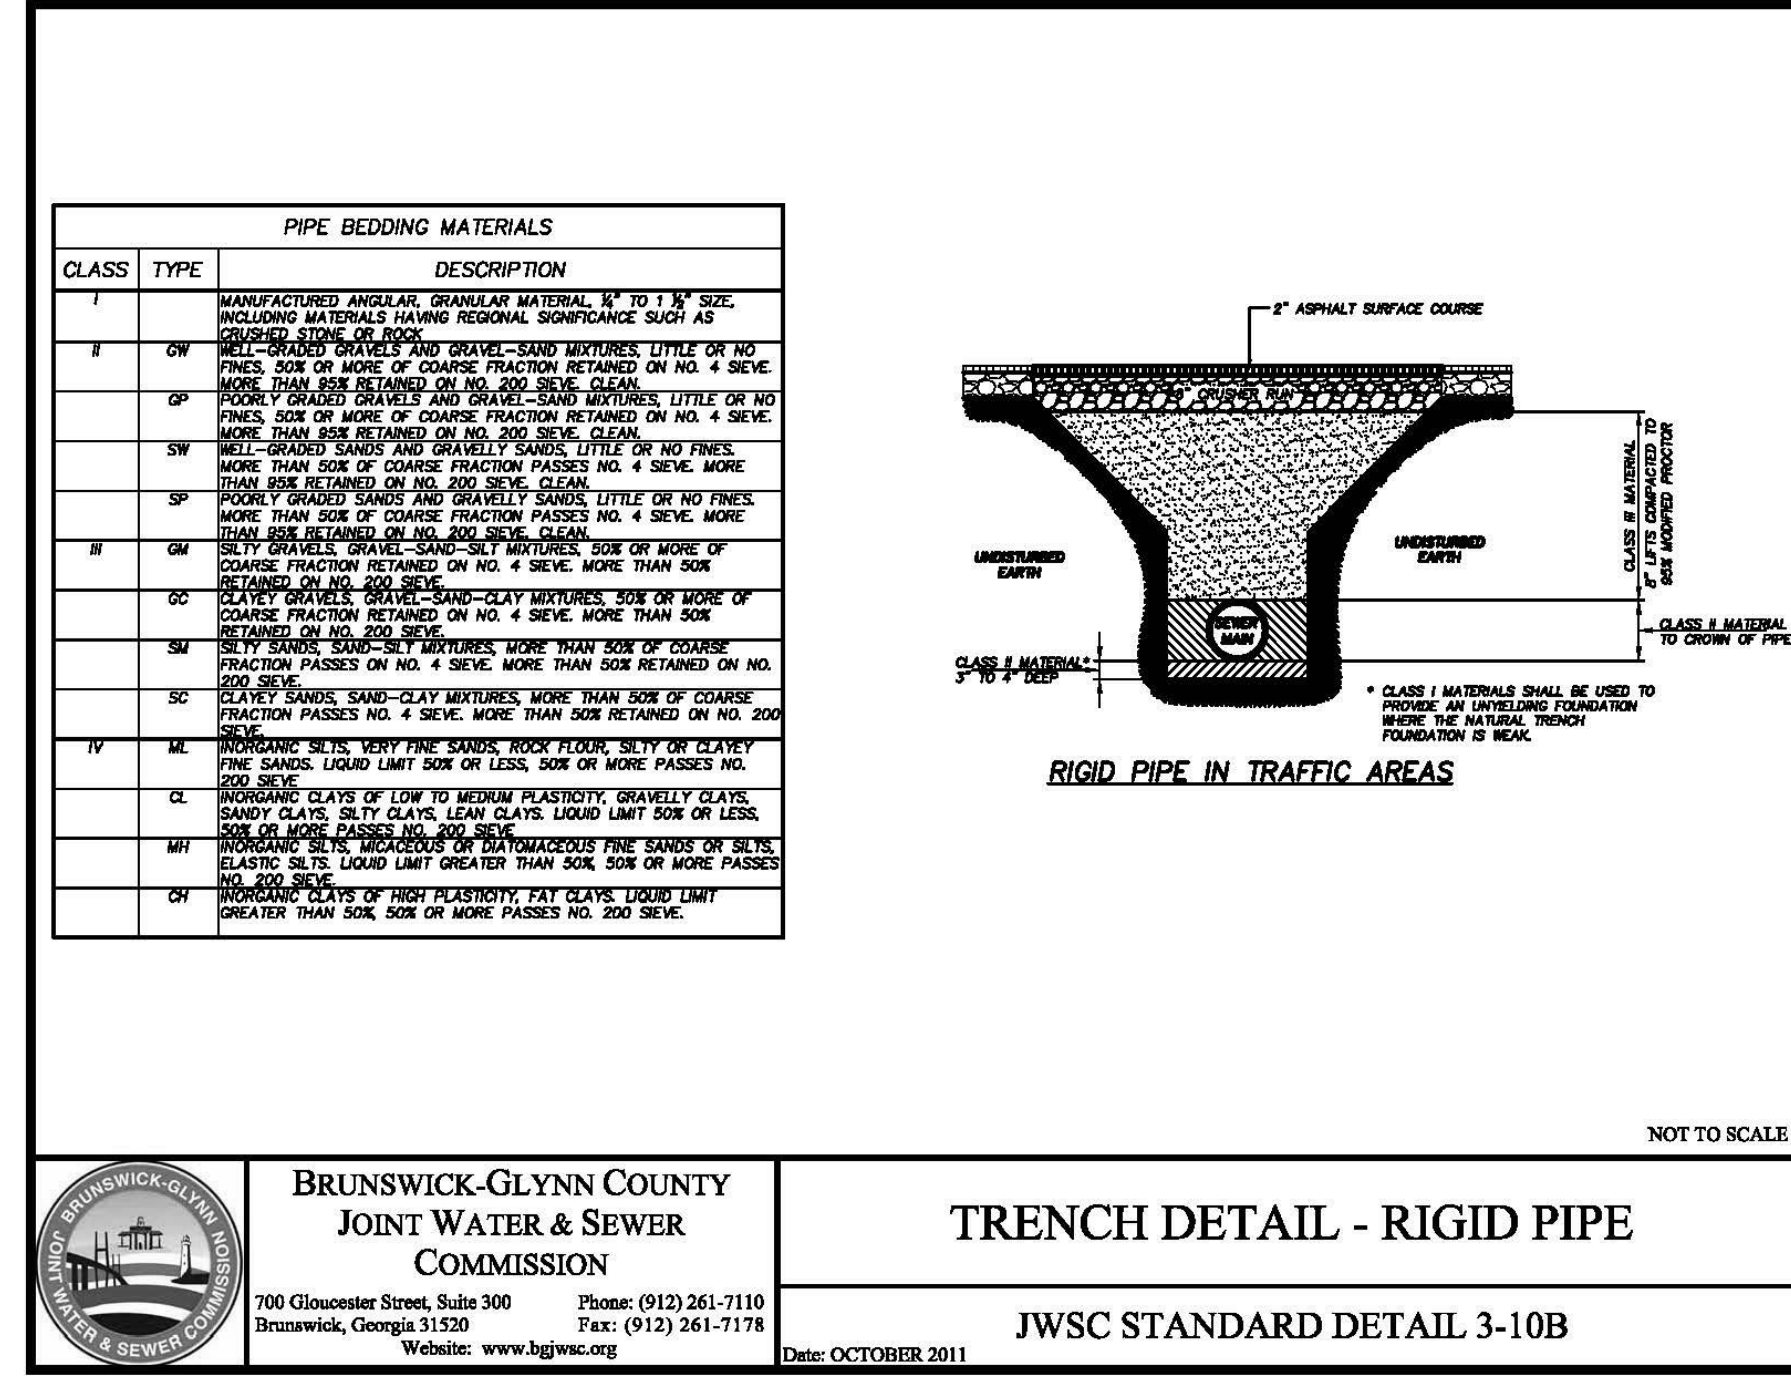 PIPE BEDDING MATERIALS
CLASS TYPE DESCRIPTION
I MANUFACTURED ANGULAR, GRANULAR MATERIAL, ¼" TO 1 ½" SIZE,
INCLUDING MATERIALS HAVING REGIONAL SIGNIFICANCE SUCH AS
CRUSHED STONE OR ROCK
II GW WELL-GRADED GRAVELS AND GRAVEL-SAND MIXTURES, LITTLE OR NO
FINES, 50% OR MORE OF COARSE FRACTION RETAINED ON NO. 4 SIEVE.
MORE THAN 95% RETAINED ON NO. 200 SIEVE. CLEAN.
GP POORLY GRADED GRAVELS AND GRAVEL-SAND MIXTURES, LITTLE OR NO
FINES, 50% OR MORE OF COARSE FRACTION RETAINED ON NO. 4 SIEVE.
MORE THAN 95% RETAINED ON NO. 200 SIEVE. CLEAN.
SW WELL-GRADED SANDS AND GRAVELLY SANDS, LITTLE OR NO FINES.
MORE THAN 50% OF COARSE FRACTION PASSES NO. 4 SIEVE. MORE
THAN 95% RETAINED ON NO. 200 SIEVE. CLEAN.
SP POORLY GRADED SANDS AND GRAVELLY SANDS, LITTLE OR NO FINES.
MORE THAN 50% OF COARSE FRACTION PASSES NO. 4 SIEVE. MORE
THAN 95% RETAINED ON NO. 200 SIEVE. CLEAN.
III GM SILTY GRAVELS, GRAVEL-SAND-SILT MIXTURES, 50% OR MORE OF
COARSE FRACTION RETAINED ON NO. 4 SIEVE. MORE THAN 50%
RETAINED ON NO. 200 SIEVE.
GC CLAYEY GRAVELS, GRAVEL-SAND-CLAY MIXTURES, 50% OR MORE OF
COARSE FRACTION RETAINED ON NO. 4 SIEVE. MORE THAN 50%
RETAINED ON NO. 200 SIEVE.
SM SILTY SANDS, SAND-SILT MIXTURES, MORE THAN 50% OF COARSE
FRACTION PASSES ON NO. 4 SIEVE. MORE THAN 50% RETAINED ON NO.
200 SIEVE.
SC CLAYEY SANDS, SAND-CLAY MIXTURES, MORE THAN 50% OF COARSE
FRACTION PASSES NO. 4 SIEVE. MORE THAN 50% RETAINED ON NO. 200
SIEVE.
IV ML INORGANIC SILTS, VERY FINE SANDS, ROCK FLOUR, SILTY OR CLAYEY
FINE SANDS. LIQUID LIMIT 50% OR LESS, 50% OR MORE PASSES NO.
200 SIEVE
CL INORGANIC CLAYS OF LOW TO MEDIUM PLASTICITY, GRAVELLY CLAYS,
SANDY CLAYS, SILTY CLAYS, LEAN CLAYS. LIQUID LIMIT 50% OR LESS,
50% OR MORE PASSES NO. 200 SIEVE
MH INORGANIC SILTS, MICACEOUS OR DIATOMACEOUS FINE SANDS OR SILTS,
ELASTIC SILTS. LIQUID LIMIT GREATER THAN 50%, 50% OR MORE PASSES
NO. 200 SIEVE.
CH INORGANIC CLAYS OF HIGH PLASTICITY, FAT CLAYS. LIQUID LIMIT
GREATER THAN 50%, 50% OR MORE PASSES NO. 200 SIEVE.
2" ASPHALT SURFACE COURSE
CRUSHER RUN
CLASS III MATERIAL
8" LIFTS COMPACTED TO
95% MODIFIED PROCTOR
UNDISTURBED
EARTH
UNDISTURBED
EARTH
SEWER
MAIN
CLASS II MATERIAL
TO CROWN OF PIPE
CLASS II MATERIAL*
3" TO 4" DEEP
* CLASS I MATERIALS SHALL BE USED TO
PROVIDE AN UNYIELDING FOUNDATION
WHERE THE NATURAL TRENCH
FOUNDATION IS WEAK.
RIGID PIPE IN TRAFFIC AREAS
NOT TO SCALE
BRUNSWICK-GLYNN
JOINT WATER & SEWER COMMISSION
BRUNSWICK-GLYNN COUNTY
JOINT WATER & SEWER
COMMISSION
700 Gloucester Street, Suite 300 Phone: (912) 261-7110
Brunswick, Georgia 31520 Fax: (912) 261-7178
Website: www.bgjwsc.org
TRENCH DETAIL - RIGID PIPE
JWSC STANDARD DETAIL 3-10B
Date: OCTOBER 2011